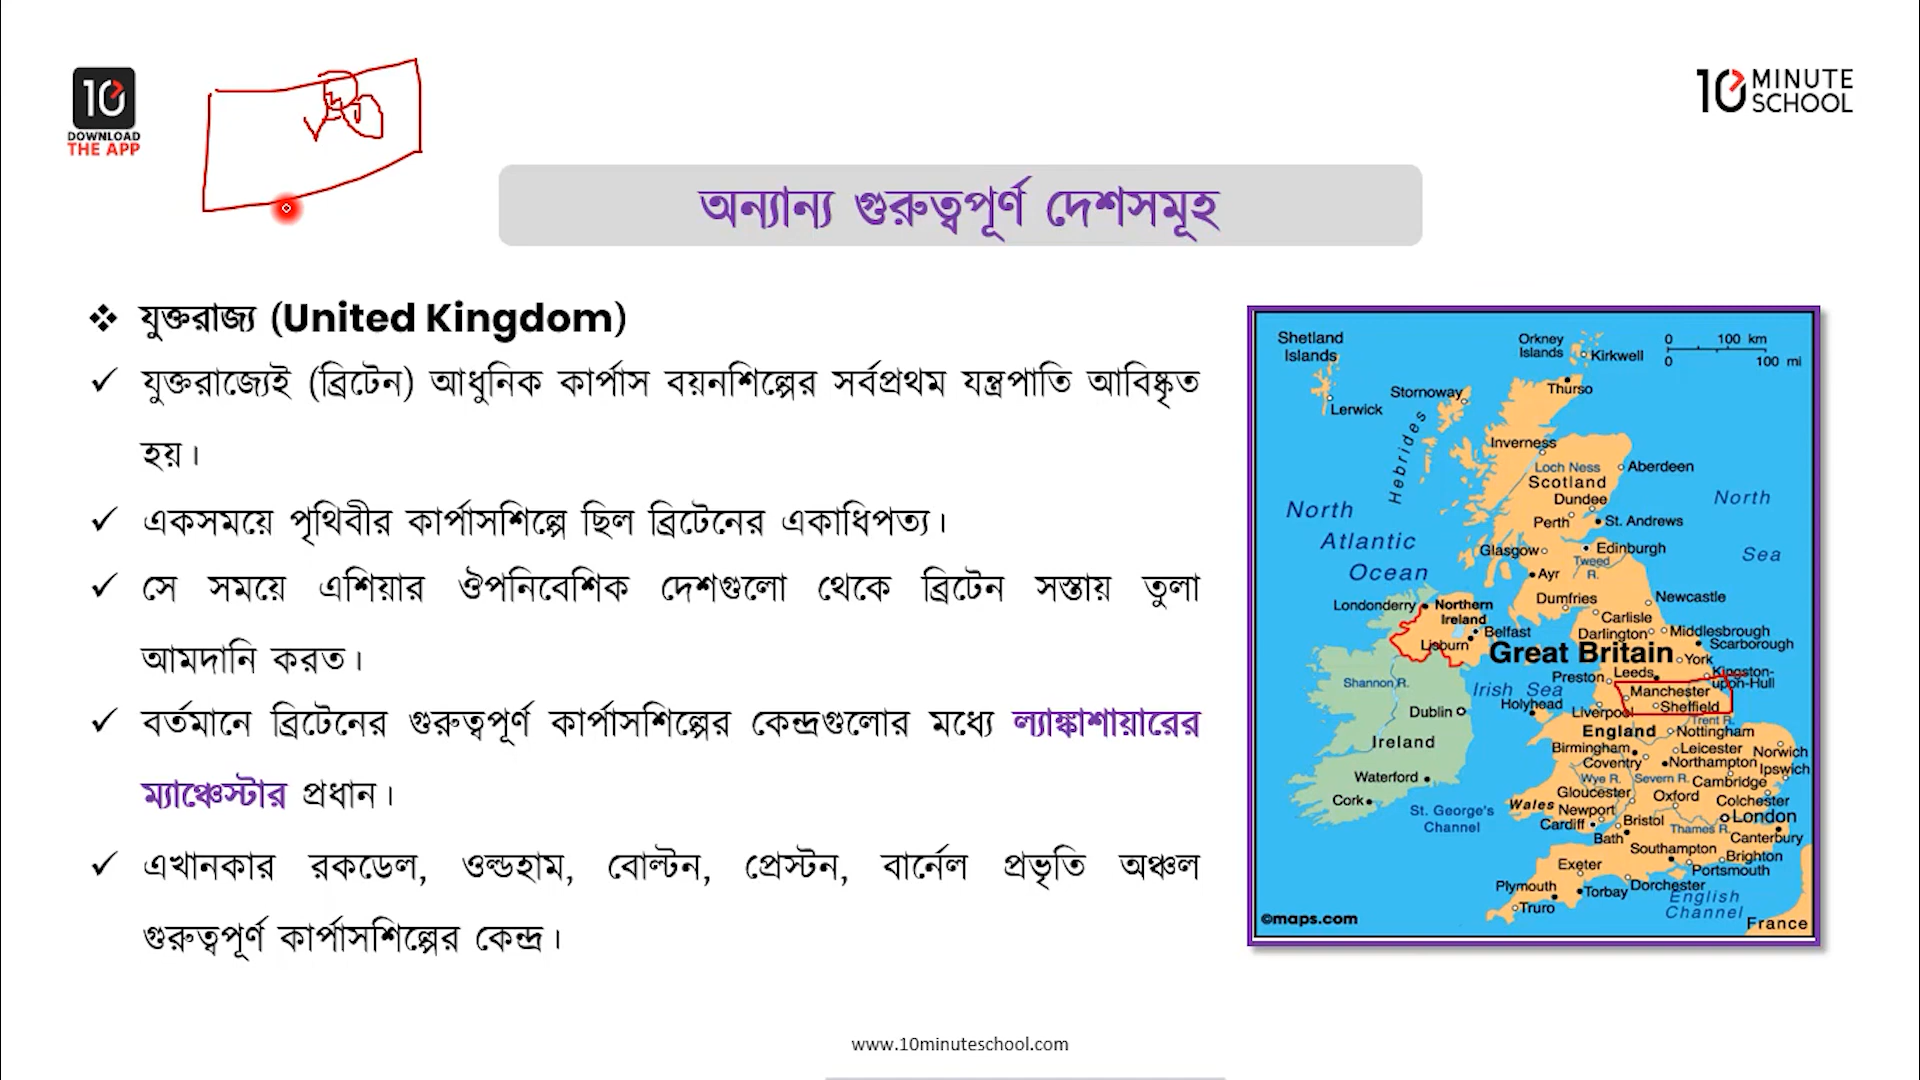 10
DOWNLOAD
THE APP
10 MINUTE
SCHOOL
অন্যান্য গুরুত্বপূর্ণ দেশসমূহ
❖ যুক্তরাজ্য (United Kingdom)
✓ যুক্তরাজ্যেই (ব্রিটেন) আধুনিক কার্পাস বয়নশিল্পের সর্বপ্রথম যন্ত্রপাতি আবিষ্কৃত
হয়।
✓ একসময়ে পৃথিবীর কার্পাসশিল্পে ছিল ব্রিটেনের একাধিপত্য।
✓ সে সময়ে এশিয়ার ঔপনিবেশিক দেশগুলো থেকে ব্রিটেন সস্তায় তুলা
আমদানি করত।
✓ বর্তমানে ব্রিটেনের গুরুত্বপূর্ণ কার্পাসশিল্পের কেন্দ্রগুলোর মধ্যে ল্যাঙ্কাশায়ারের
ম্যাঞ্চেস্টার প্রধান।
✓ এখানকার রকডেল, ওল্ডহাম, বোল্টন, প্রেস্টন, বার্নেল প্রভৃতি অঞ্চল
গুরুত্বপূর্ণ কার্পাসশিল্পের কেন্দ্র।
Shetland
Islands
Lerwick
Orkney
Islands
Kirkwell
0 100 km
0 100 mi
Thurso
Stornoway
Hebrides
Inverness
Loch Ness
Aberdeen
Scotland
Dundee
Perth
St. Andrews
North
Sea
North
Atlantic
Ocean
Glasgow
Edinburgh
Tweed
R.
Ayr
Dumfries
Newcastle
Londonderry
Northern
Ireland
Belfast
Lisburn
Carlisle
Darlington
Middlesbrough
Scarborough
Great Britain
York
Leeds
Kingston-
upon-Hull
Preston
Shannon R.
Irish Sea
Manchester
Holyhead
Sheffield
Dublin
Liverpool
Trent R.
England
Nottingham
Ireland
Birmingham
Leicester
Norwich
Coventry
Northampton
Ipswich
Waterford
Wye R.
Severn R.
Cambridge
Cork
Gloucester
Oxford
Colchester
St. George's
Channel
Wales
Newport
Bristol
London
Cardiff
Thames R.
Bath
Canterbury
Southampton
Brighton
Exeter
Portsmouth
Plymouth
Torbay
Dorchester
Truro
English
Channel
©maps.com
France
www.10minuteschool.com